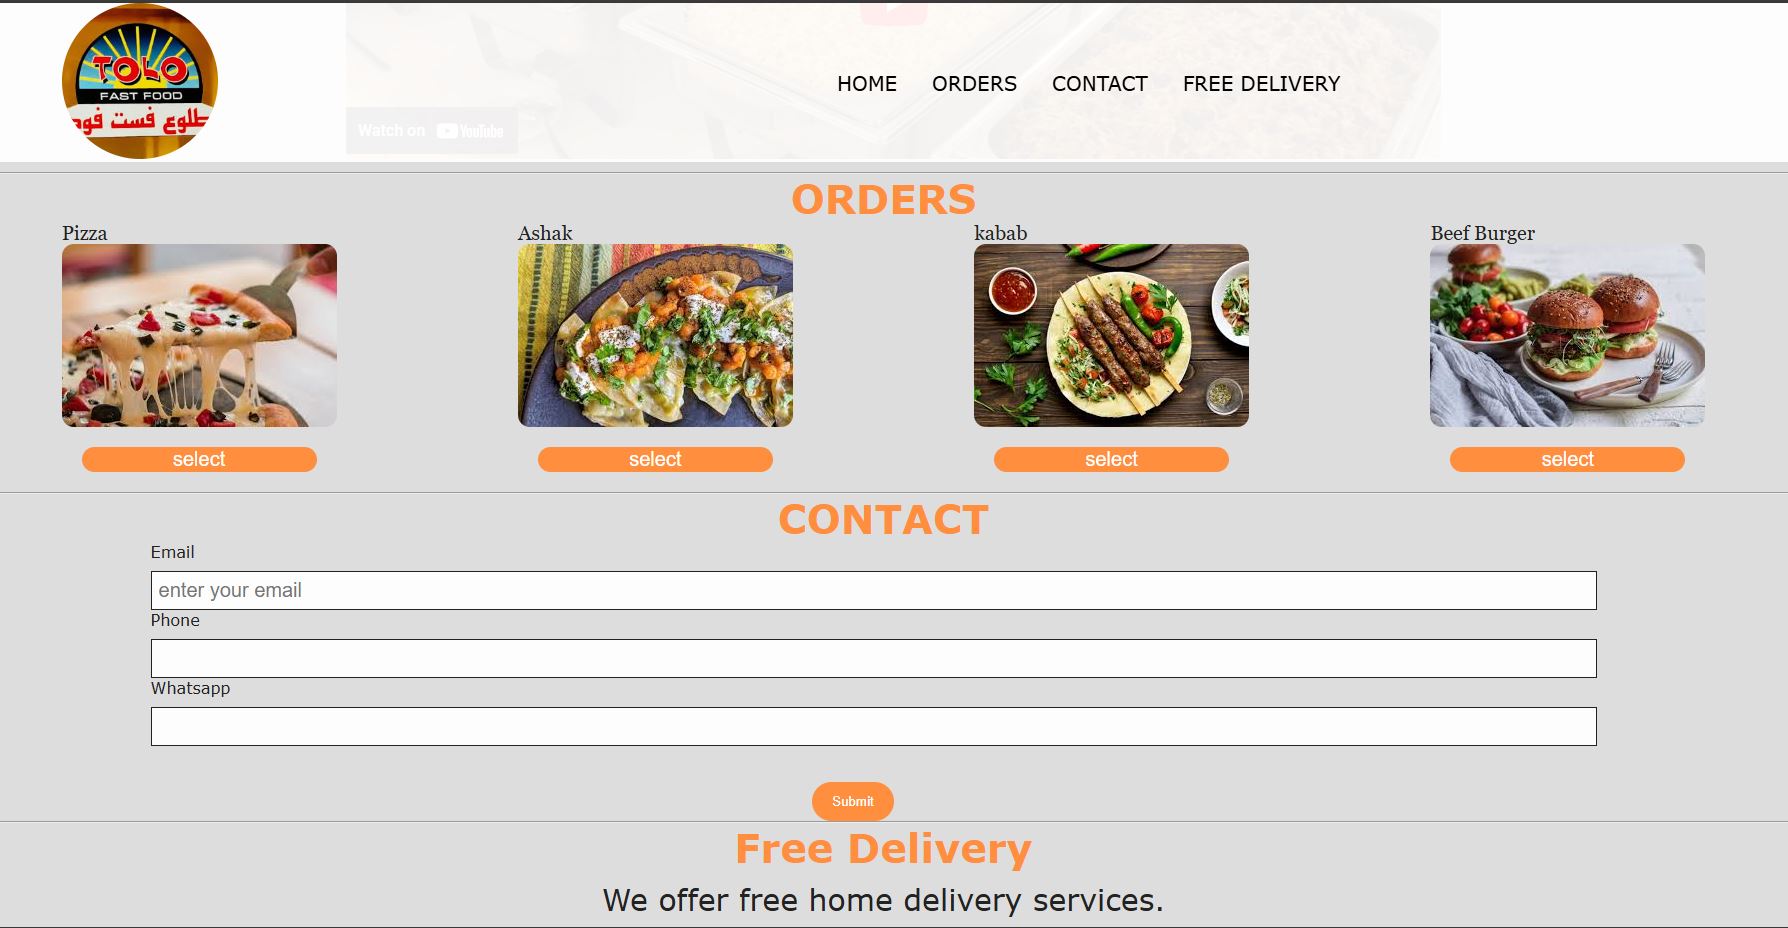 TOLO
FAST FOOD
طلوع فست فود
HOME ORDERS CONTACT FREE DELIVERY
Watch on YouTube
ORDERS
Pizza Ashak kabab Beef Burger
select select select select
CONTACT
Email
enter your email
Phone
Whatsapp
Submit
Free Delivery
We offer free home delivery services.